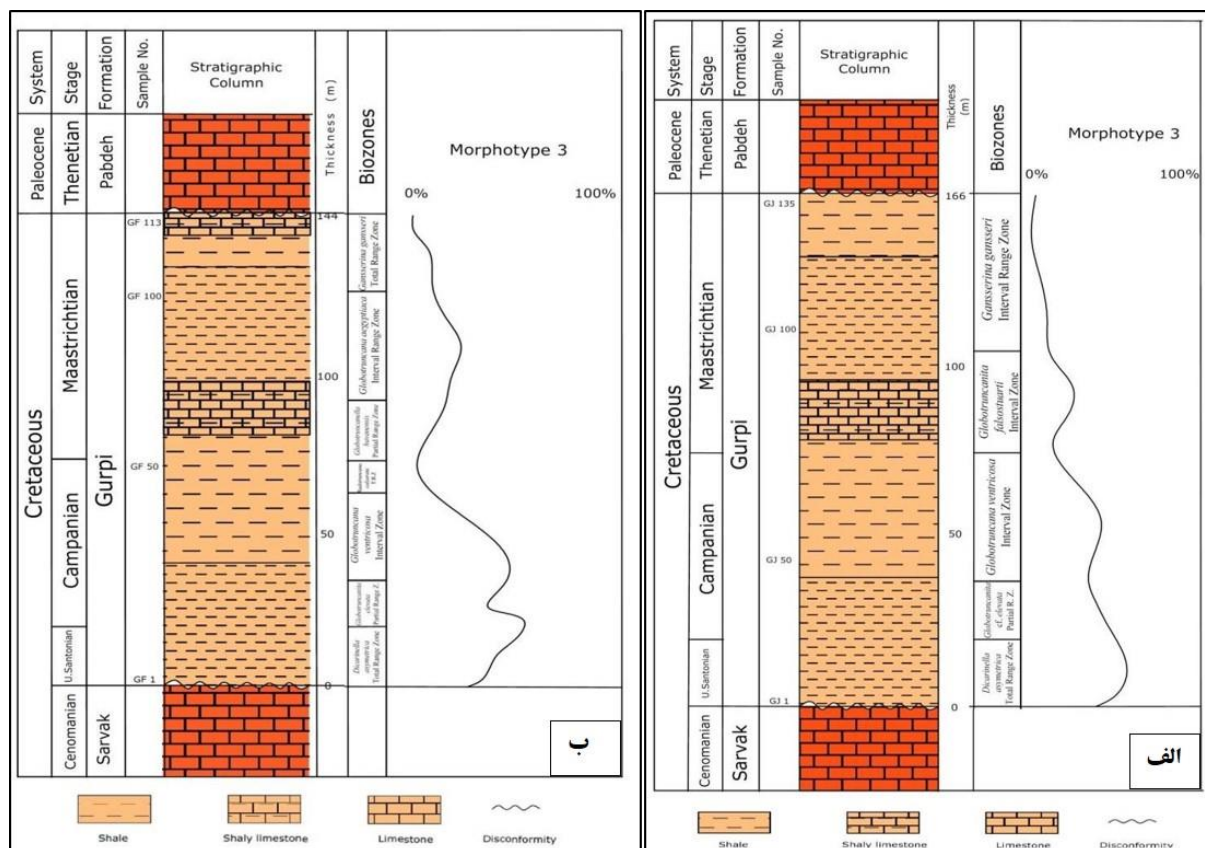 System
Stage
Formation
Sample No.
Stratigraphic
Column
Thickness (m)
Biozones
Morphotype 3
0%
100%
Paleocene
Thenetian
Pabdeh
Cretaceous
Maastrichtian
Campanian
U.Santonian
Cenomanian
Gurpi
Sarvak
GF 113
GF 100
GF 50
GF 1
144
100
50
0
Gansserina gansseri
Total Range Zone
Globotruncana aegyptiaca
Interval Range Zone
Globotruncanella
havanensis
Partial Range Zone
T.R.Z
Globotruncana
ventricosa
Interval Zone
Globotruncanita
elevata
Partial Range Z.
Dicarinella
asymetrica
Total Range Zone
ب
Shale
Shaly limestone
Limestone
Disconformity
System
Stage
Formation
Sample No.
Stratigraphic
Column
Thickness
(m)
Biozones
Morphotype 3
0%
100%
Paleocene
Thenetian
Pabdeh
Cretaceous
Maastrichtian
Campanian
U.Santonian
Cenomanian
Gurpi
Sarvak
GJ 135
GJ 100
GJ 50
GJ 1
166
100
50
0
Gansserina gansseri
Interval Range Zone
Globotruncanita
falsostuarti
Interval Zone
Globotruncana ventricosa
Interval Zone
Globotruncanita
cf. elevata
Partial R. Z.
Dicarinella
asymetrica
Total Range Zone
الف
Shale
Shaly limestone
Limestone
Disconformity